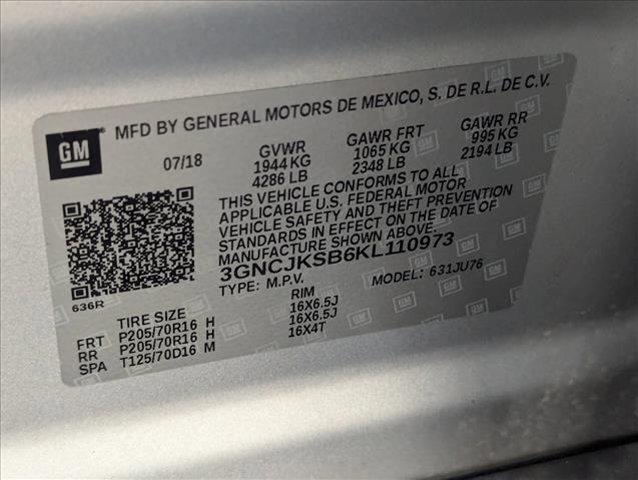 GM
MFD BY GENERAL MOTORS DE MEXICO, S. DE R.L. DE C.V.
07/18 GVWR GAWR FRT GAWR RR
1944 KG 1065 KG 995 KG
4286 LB 2348 LB 2194 LB
THIS VEHICLE CONFORMS TO ALL
APPLICABLE U.S. FEDERAL MOTOR
VEHICLE SAFETY AND THEFT PREVENTION
STANDARDS IN EFFECT ON THE DATE OF
MANUFACTURE SHOWN ABOVE.
3GNCJKSB6KL110973
TYPE: M.P.V. MODEL: 631JU76
636R
TIRE SIZE RIM
FRT P205/70R16 H 16X6.5J
RR P205/70R16 H 16X6.5J
SPA T125/70D16 M 16X4T